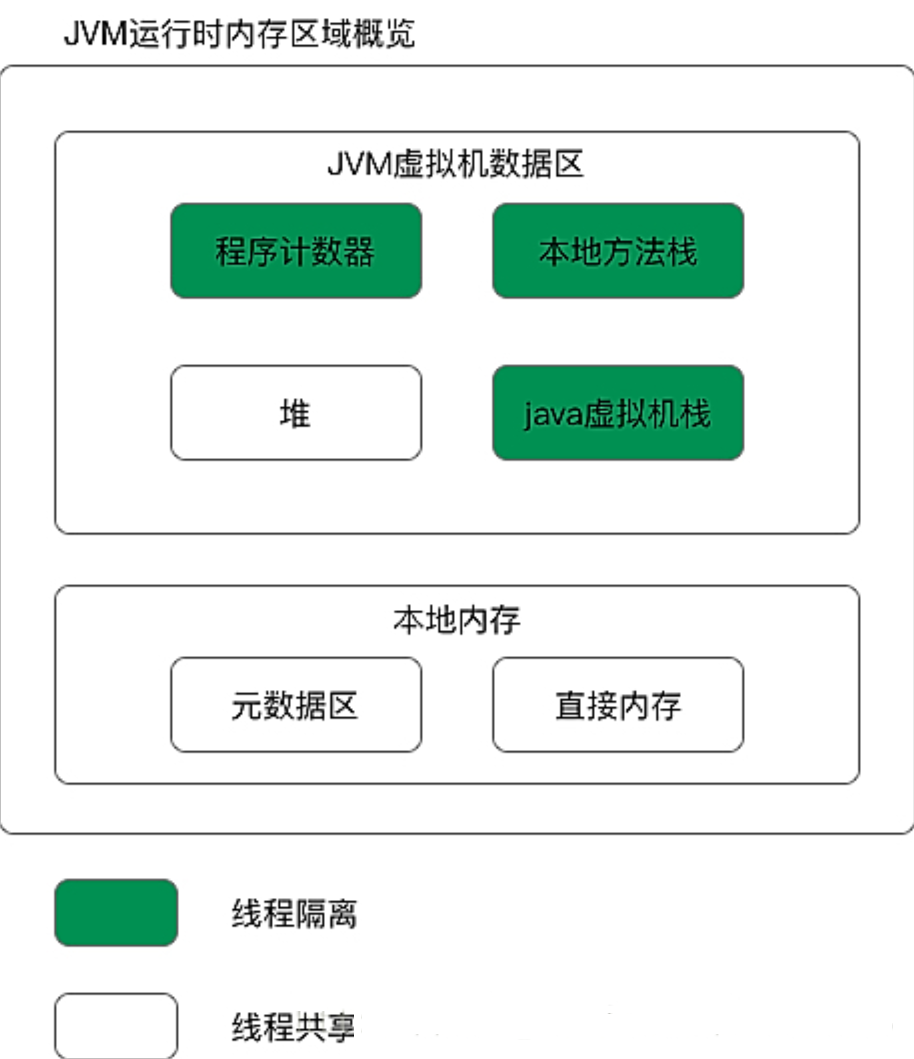 JVM运行时内存区域概览
JVM虚拟机数据区
程序计数器
本地方法栈
堆
java虚拟机栈
本地内存
元数据区
直接内存
线程隔离
线程共享